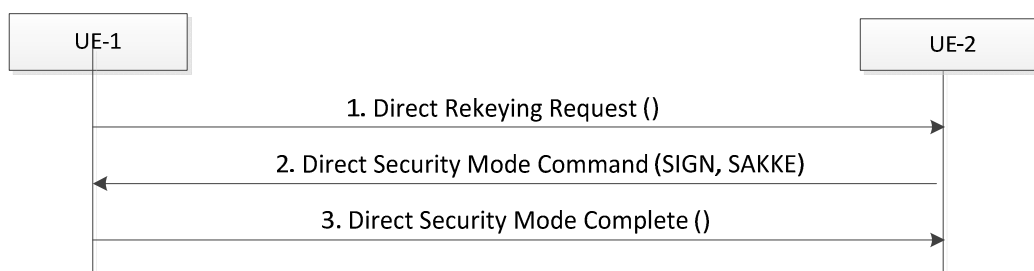 UE-1
UE-2
1. Direct Rekeying Request ()
2. Direct Security Mode Command (SIGN, SAKKE)
3. Direct Security Mode Complete ()